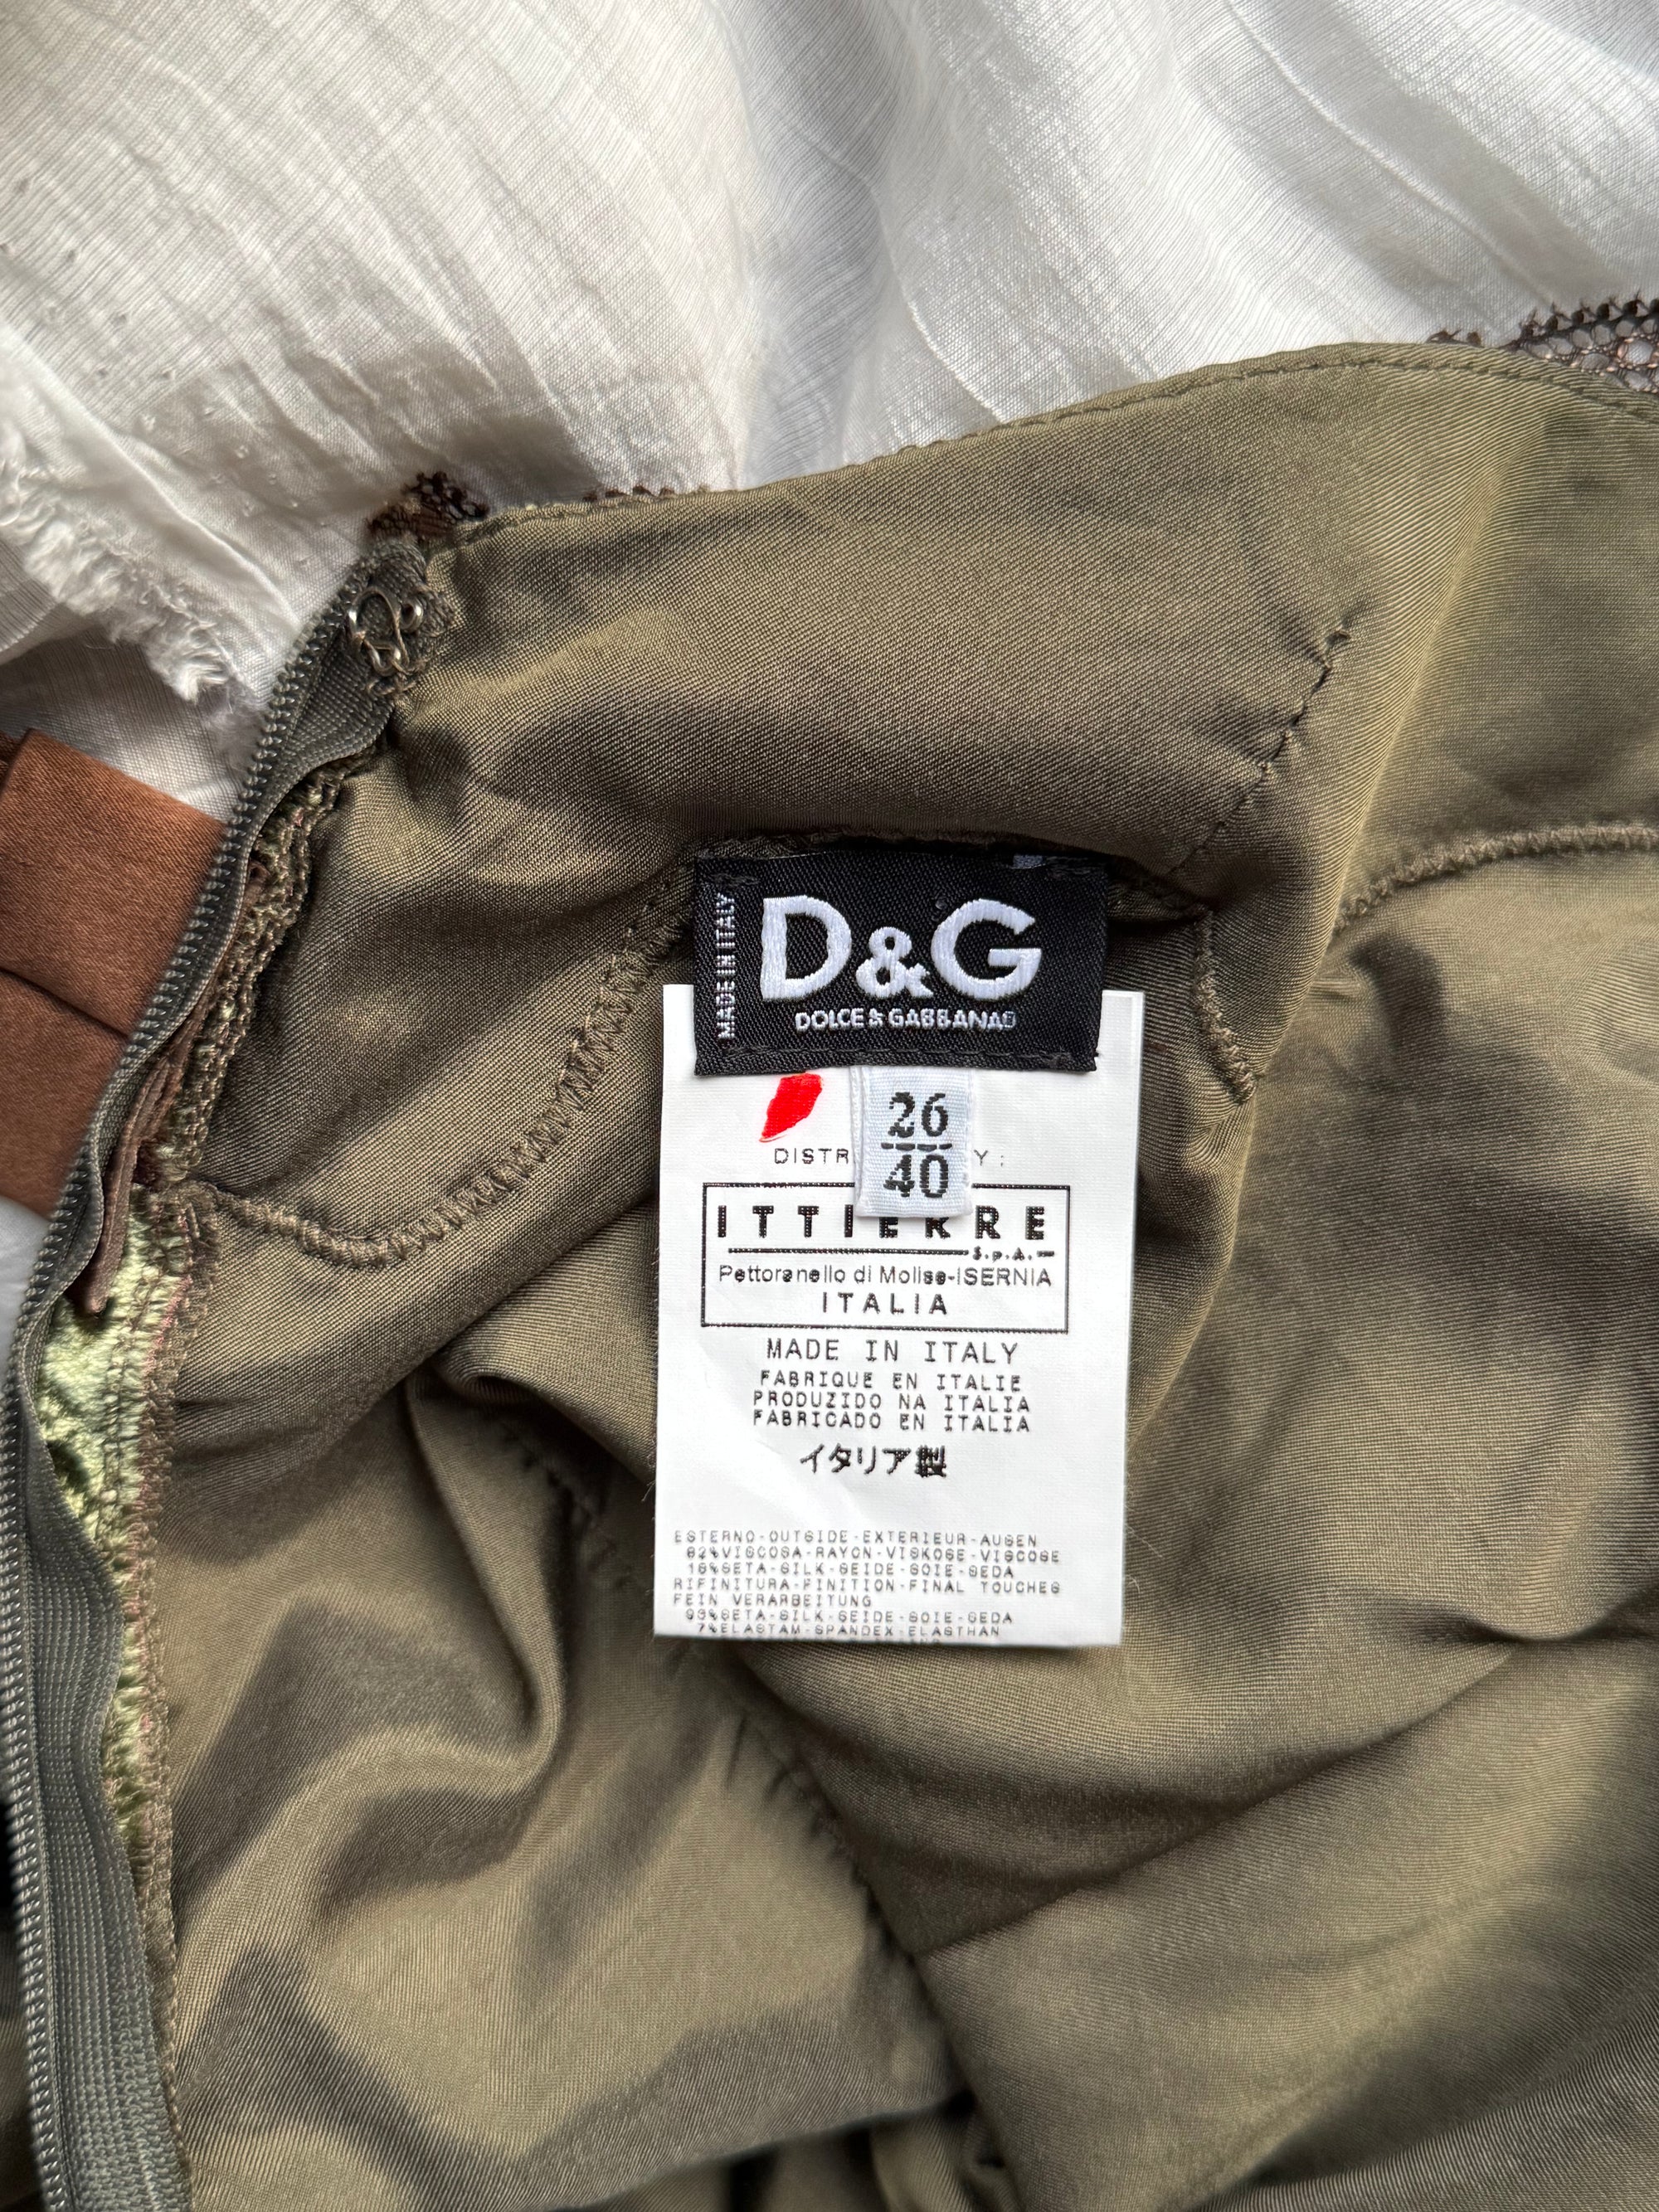 MADE IN ITALY
D&G
DOLCE & GABBANA
26
40
ITTIERRE
S.p.A.
Pettoranello di Molise-ISERNIA
ITALIA
MADE IN ITALY
FABRIQUE EN ITALIE
PRODUZIDO NA ITALIA
FABRICADO EN ITALIA
イタリア製
ESTERNO-OUTSIDE-EXTERIEUR-AUSEN
82%VISCOSA-RAYON-VISKOSE-VISCOSE
18%SETA-SILK-SEIDE-SOIE-SEDA
RIFINITURA-FINITION-FINAL TOUCHES
FEIN VERARBEITUNG
93%SETA-SILK-SEIDE-SOIE-SEDA
7%ELASTAM-SPANDEX-ELASTHAN